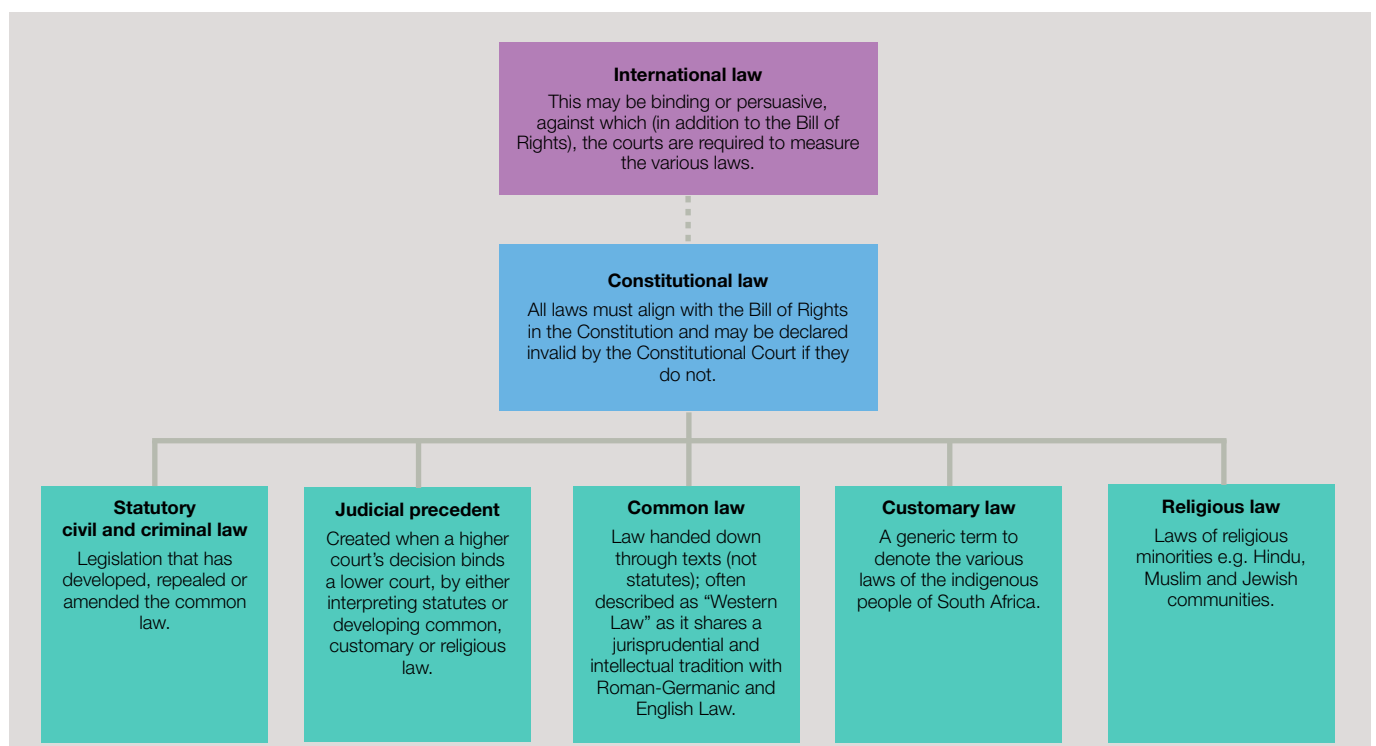 International law
This may be binding or persuasive,
against which (in addition to the Bill of
Rights), the courts are required to measure
the various laws.
Constitutional law
All laws must align with the Bill of Rights
in the Constitution and may be declared
invalid by the Constitutional Court if they
do not.
Statutory
civil and criminal law
Legislation that has
developed, repealed or
amended the common
law.
Judicial precedent
Created when a higher
court’s decision binds
a lower court, by either
interpreting statutes or
developing common,
customary or religious
law.
Common law
Law handed down
through texts (not
statutes); often
described as “Western
Law” as it shares a
jurisprudential and
intellectual tradition with
Roman-Germanic and
English Law.
Customary law
A generic term to
denote the various
laws of the indigenous
people of South Africa.
Religious law
Laws of religious
minorities e.g. Hindu,
Muslim and Jewish
communities.